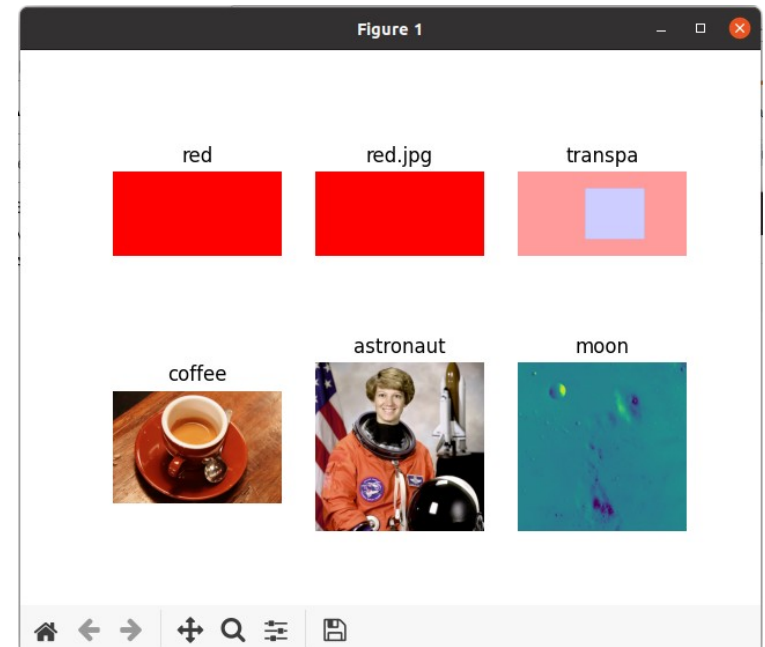 Figure 1
red
red.jpg
transpa
coffee
astronaut
moon